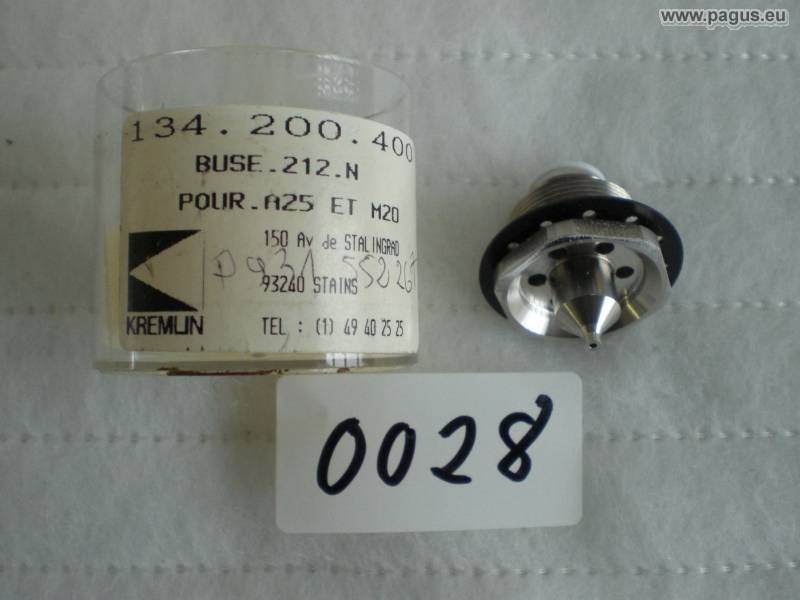 www.pagus.eu
134.200.400
BUSE.212.N
POUR.A25 ET M20
150 Av de STALINGRAD
93240 STAINS
KREMLIN
TEL : (1) 49 40 25 25
0028